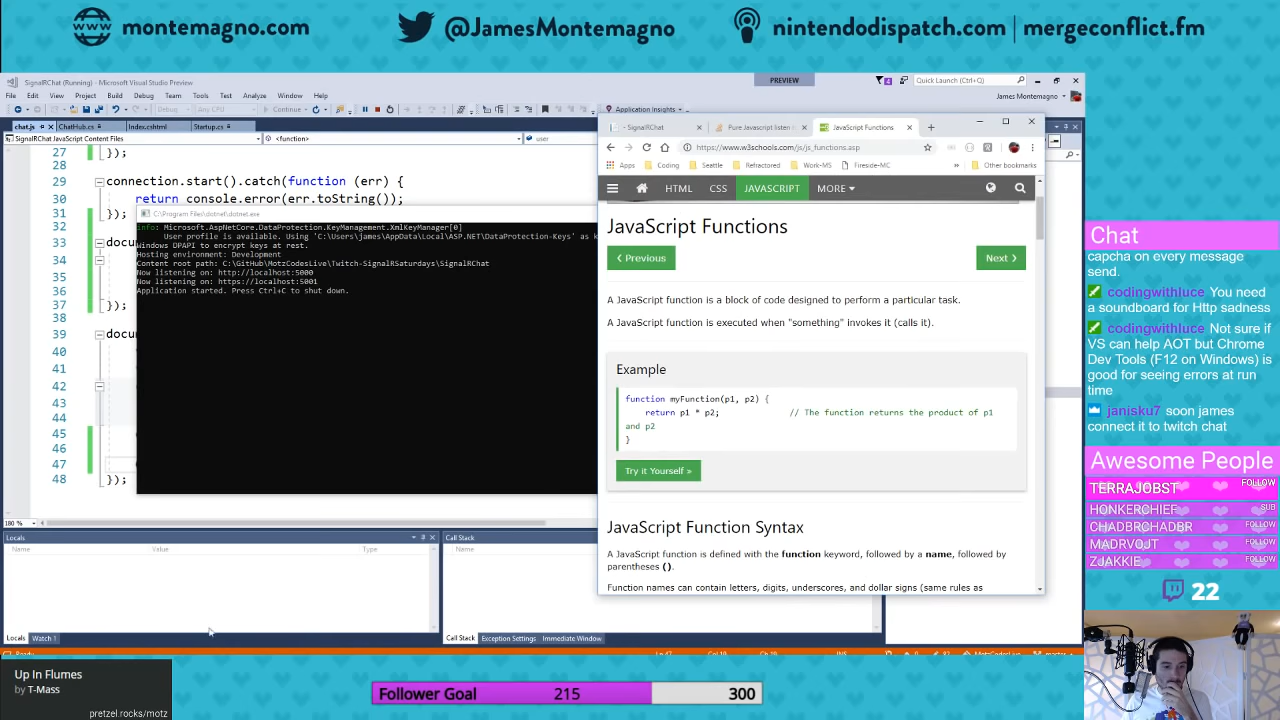 montemagno.com
@JamesMontemagno
nintendodispatch.com | mergeconflict.fm
SignalRChat (Running) - Microsoft Visual Studio Preview
PREVIEW
4
Quick Launch (Ctrl+Q)
File Edit View Project Build Debug Team Tools Test Analyze Window Help
James Montemagno
Debug Any CPU Continue Application Insights
chat.js ChatHub.cs Index.cshtml Startup.cs
SignalRChat JavaScript Content Files <function> user
27 });
28
29 connection.start().catch(function (err) {
30 return console.error(err.toString());
31 });
32
33 docu
34
35
36
37 });
38
39 docu
40
41
42
43
44
45
46
47
48 });
C:\Program Files\dotnet\dotnet.exe
info: Microsoft.AspNetCore.DataProtection.KeyManagement.XmlKeyManager[0]
User profile is available. Using 'C:\Users\james\AppData\Local\ASP.NET\DataProtection-Keys' as k
Windows DPAPI to encrypt keys at rest.
Hosting environment: Development
Content root path: C:\GitHub\MotzCodesLive\Twitch-SignalRSaturdays\SignalRChat
Now listening on: http://localhost:5000
Now listening on: https://localhost:5001
Application started. Press Ctrl+C to shut down.
- SignalRChat
Pure Javascript listen
JavaScript Functions
https://www.w3schools.com/js/js_functions.asp
Apps Coding Seattle Refractored Work-MS Fireside-MC » Other bookmarks
HTML CSS JAVASCRIPT MORE
JavaScript Functions
❮ Previous
Next ❯
A JavaScript function is a block of code designed to perform a particular task.
A JavaScript function is executed when "something" invokes it (calls it).
Example
function myFunction(p1, p2) {
return p1 * p2; // The function returns the product of p1
and p2
}
Try it Yourself »
JavaScript Function Syntax
A JavaScript function is defined with the function keyword, followed by a name, followed by
parentheses ().
Function names can contain letters, digits, underscores, and dollar signs (same rules as
180 %
Locals
Name Value Type
Call Stack
Name
Locals Watch 1
Call Stack Exception Settings Immediate Window
Chat
capcha on every message
send.
codingwithluce You need
a soundboard for Http sadness
codingwithluce Not sure if
VS can help AOT but Chrome
Dev Tools (F12 on Windows) is
good for seeing errors at run
time
janisku7 soon james
connect it to twitch chat
Awesome People
TERRAJOBST FOLLOW
HONKERCHIEF SUB
CHADBRCHADBR FOLLOW
MADRVOJT FOLLOW
ZJAKKIE FOLLOW
22
Up In Flumes
by T-Mass
pretzel.rocks/motz
Follower Goal 215 300